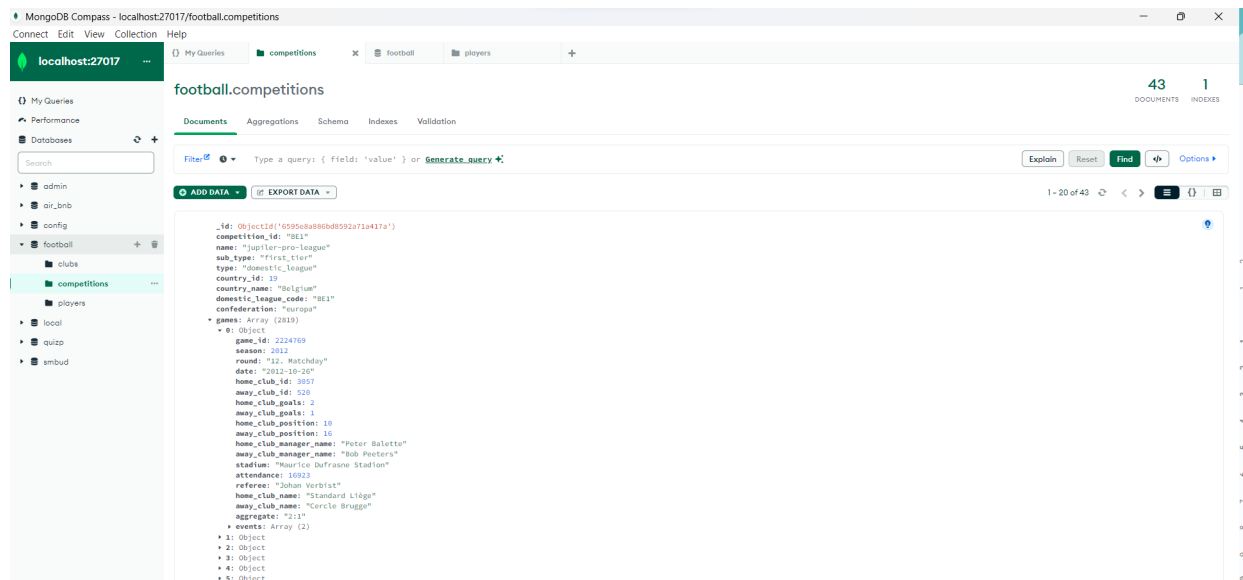 MongoDB Compass - localhost:27017/football.competitions
Connect Edit View Collection Help
localhost:27017 ...
{} My Queries
competitions
football
players
+
My Queries
Performance
Databases
Search
admin
air_bnb
config
football
clubs
competitions
players
local
quizp
smbud
football.competitions
43
DOCUMENTS
1
INDEXES
Documents Aggregations Schema Indexes Validation
Filter Type a query: { field: 'value' } or Generate query
Explain Reset Find </> Options
ADD DATA EXPORT DATA
1 - 20 of 43 {}
_id: ObjectId('6595e8a886bd8592a71a417a')
competition_id: "BE1"
name: "jupiler-pro-league"
sub_type: "first_tier"
type: "domestic_league"
country_id: 19
country_name: "Belgium"
domestic_league_code: "BE1"
confederation: "europa"
games: Array (2819)
0: Object
game_id: 2224769
season: 2012
round: "12. Matchday"
date: "2012-10-26"
home_club_id: 3057
away_club_id: 520
home_club_goals: 2
away_club_goals: 1
home_club_position: 10
away_club_position: 16
home_club_manager_name: "Peter Balette"
away_club_manager_name: "Bob Peeters"
stadium: "Maurice Dufrasne Stadion"
attendance: 16923
referee: "Johan Verbist"
home_club_name: "Standard Liège"
away_club_name: "Cercle Brugge"
aggregate: "2:1"
events: Array (2)
1: Object
2: Object
3: Object
4: Object
5: Object